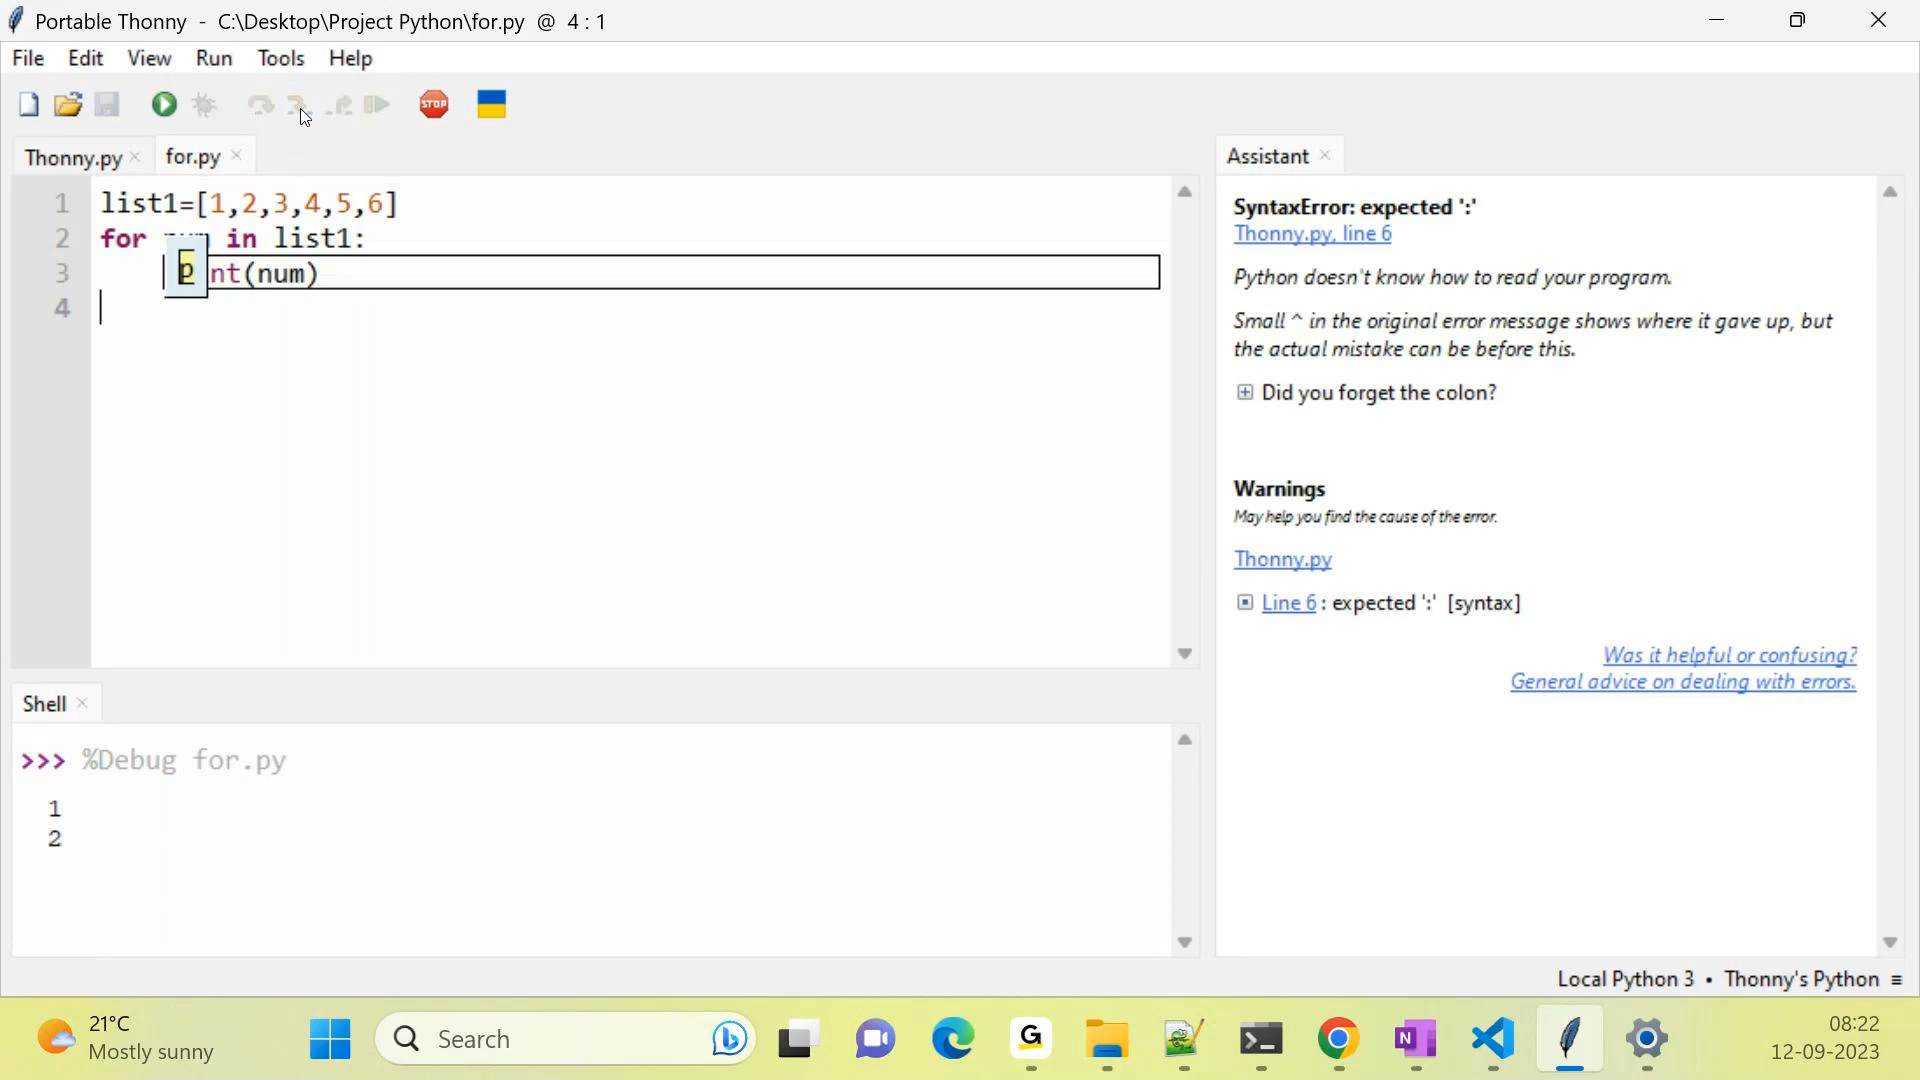 Portable Thonny - C:\Desktop\Project Python\for.py @ 4 : 1
File Edit View Run Tools Help
STOP
Thonny.py × for.py ×
1 list1=[1,2,3,4,5,6]
2 for in list1:
3 p nt(num)
4
Shell ×
>>> %Debug for.py
1
2
Assistant ×
SyntaxError: expected ':'
Thonny.py, line 6
Python doesn't know how to read your program.
Small ^ in the original error message shows where it gave up, but
the actual mistake can be before this.
Did you forget the colon?
Warnings
May help you find the cause of the error.
Thonny.py
Line 6 : expected ':' [syntax]
Was it helpful or confusing?
General advice on dealing with errors.
Local Python 3 • Thonny's Python ≡
21°C
Mostly sunny
Search
G
N
08:22
12-09-2023